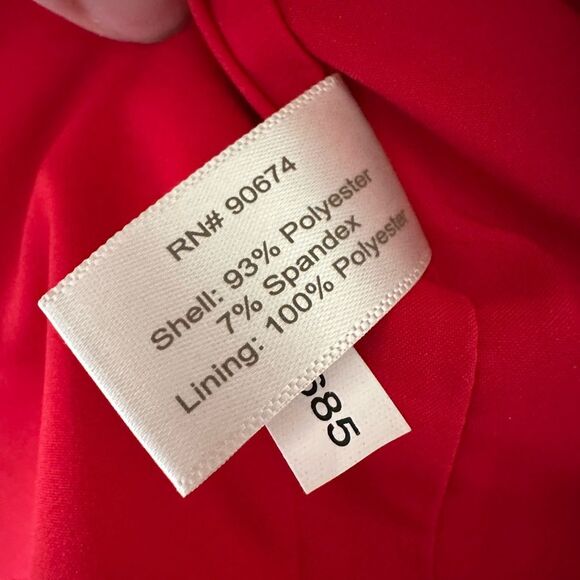 RN# 90674
Shell: 93% Polyester
7% Spandex
Lining: 100% Polyester
685